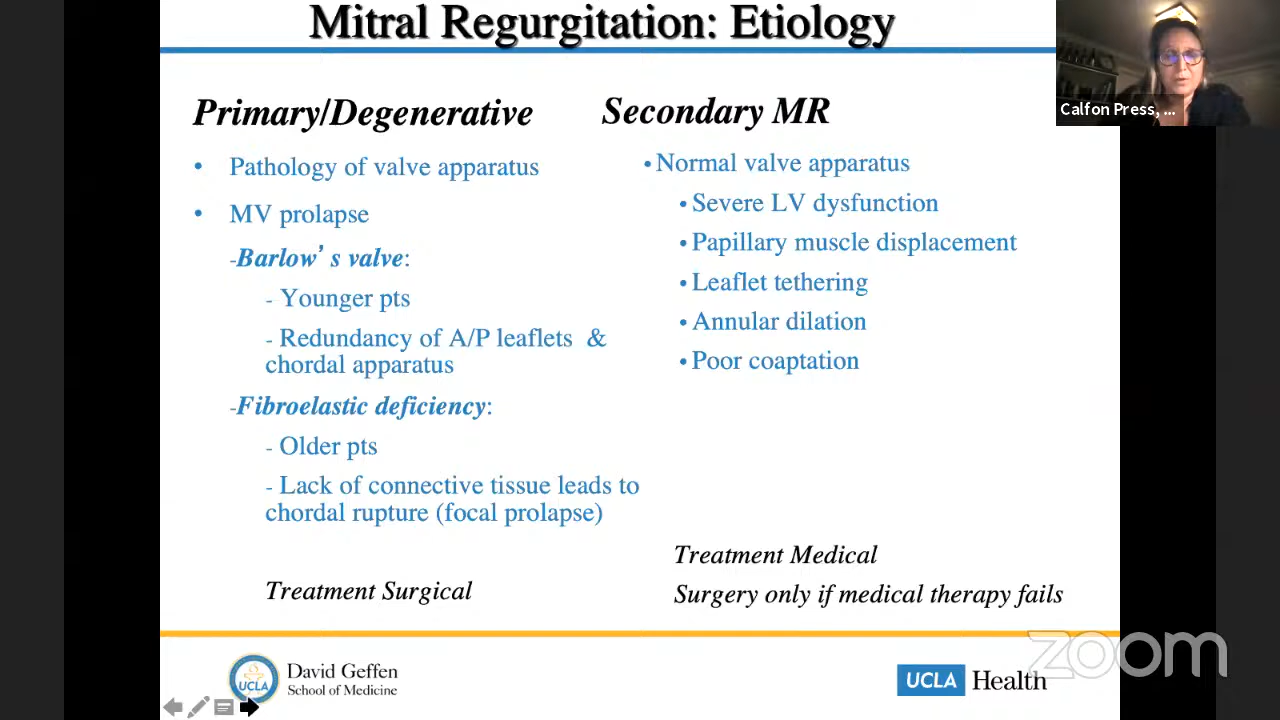 Mitral Regurgitation: Etiology
Calfon Press, ...
Primary/Degenerative
• Pathology of valve apparatus
• MV prolapse
-Barlow’s valve:
- Younger pts
- Redundancy of A/P leaflets &
chordal apparatus
-Fibroelastic deficiency:
- Older pts
- Lack of connective tissue leads to
chordal rupture (focal prolapse)
Treatment Surgical
Secondary MR
• Normal valve apparatus
• Severe LV dysfunction
• Papillary muscle displacement
• Leaflet tethering
• Annular dilation
• Poor coaptation
Treatment Medical
Surgery only if medical therapy fails
UCLA
David Geffen
School of Medicine
UCLA Health
zoom